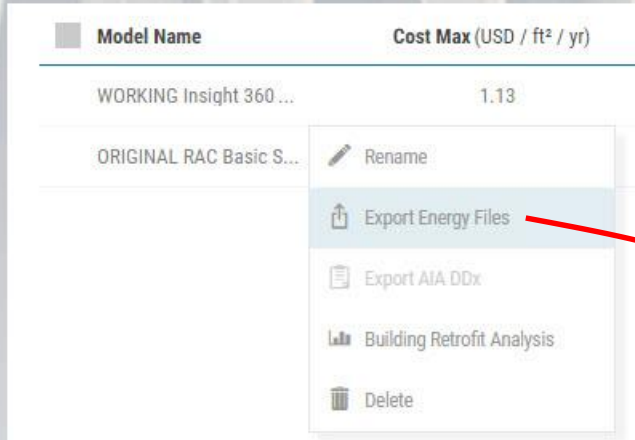 Model Name Cost Max (USD / ft² / yr)
WORKING Insight 360 ... 1.13
ORIGINAL RAC Basic S...
Rename
Export Energy Files
Export AIA DDx
Building Retrofit Analysis
Delete